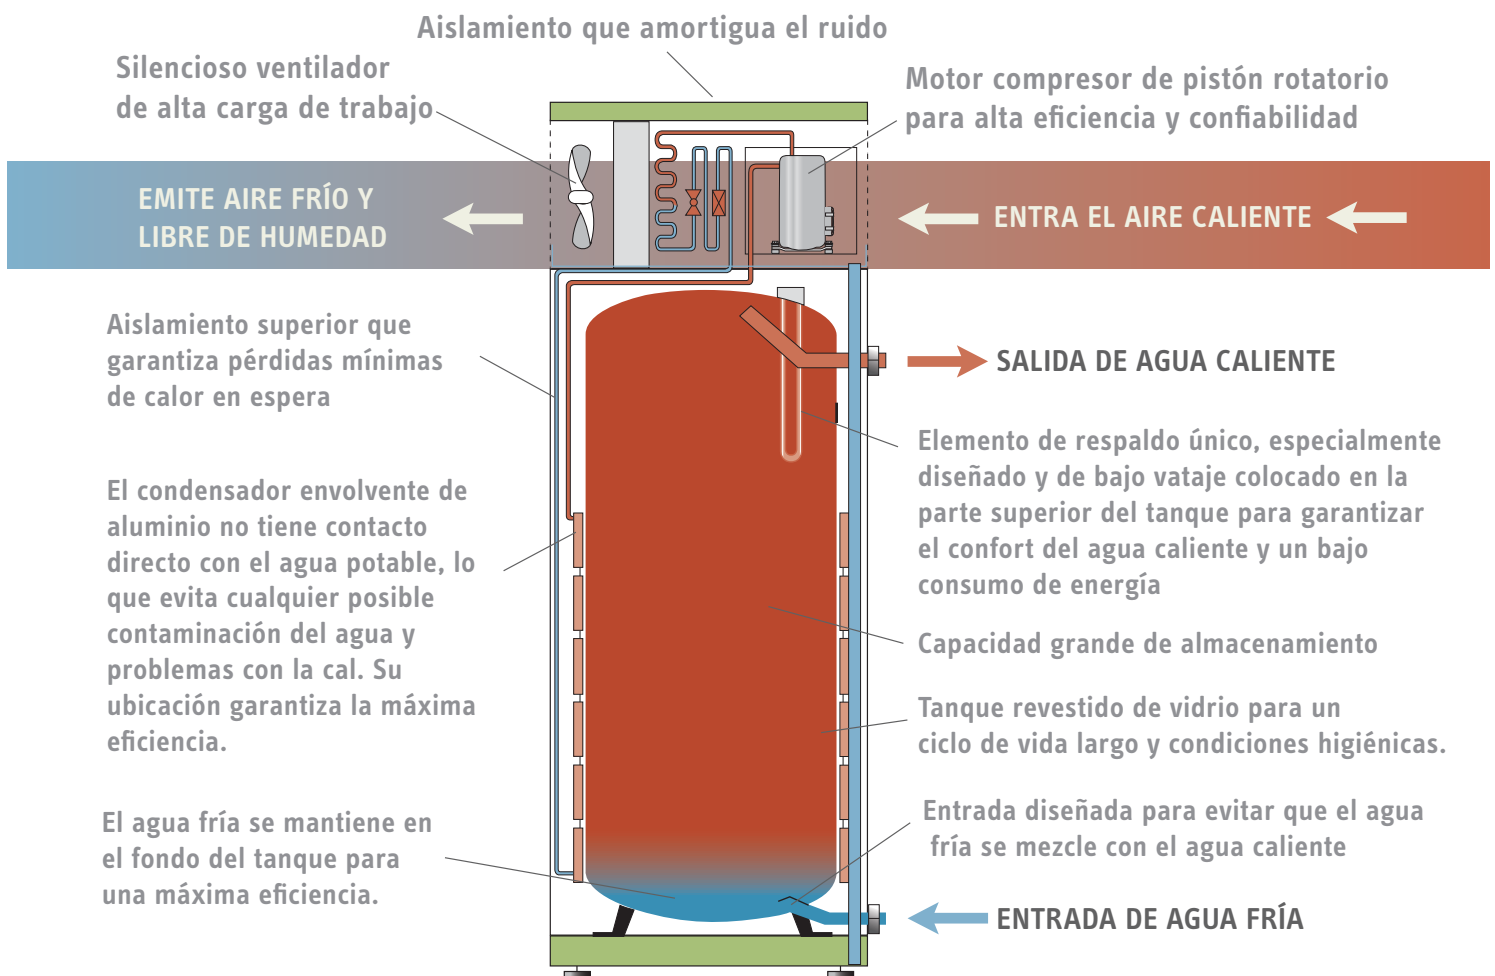 Aislamiento que amortigua el ruido
Silencioso ventilador
de alta carga de trabajo
Motor compresor de pistón rotatorio
para alta eficiencia y confiabilidad
EMITE AIRE FRÍO Y
LIBRE DE HUMEDAD
ENTRA EL AIRE CALIENTE
Aislamiento superior que
garantiza pérdidas mínimas
de calor en espera
SALIDA DE AGUA CALIENTE
Elemento de respaldo único, especialmente
diseñado y de bajo vataje colocado en la
parte superior del tanque para garantizar
el confort del agua caliente y un bajo
consumo de energía
El condensador envolvente de
aluminio no tiene contacto
directo con el agua potable, lo
que evita cualquier posible
contaminación del agua y
problemas con la cal. Su
ubicación garantiza la máxima
eficiencia.
Capacidad grande de almacenamiento
Tanque revestido de vidrio para un
ciclo de vida largo y condiciones higiénicas.
El agua fría se mantiene en
el fondo del tanque para
una máxima eficiencia.
Entrada diseñada para evitar que el agua
fría se mezcle con el agua caliente
ENTRADA DE AGUA FRÍA